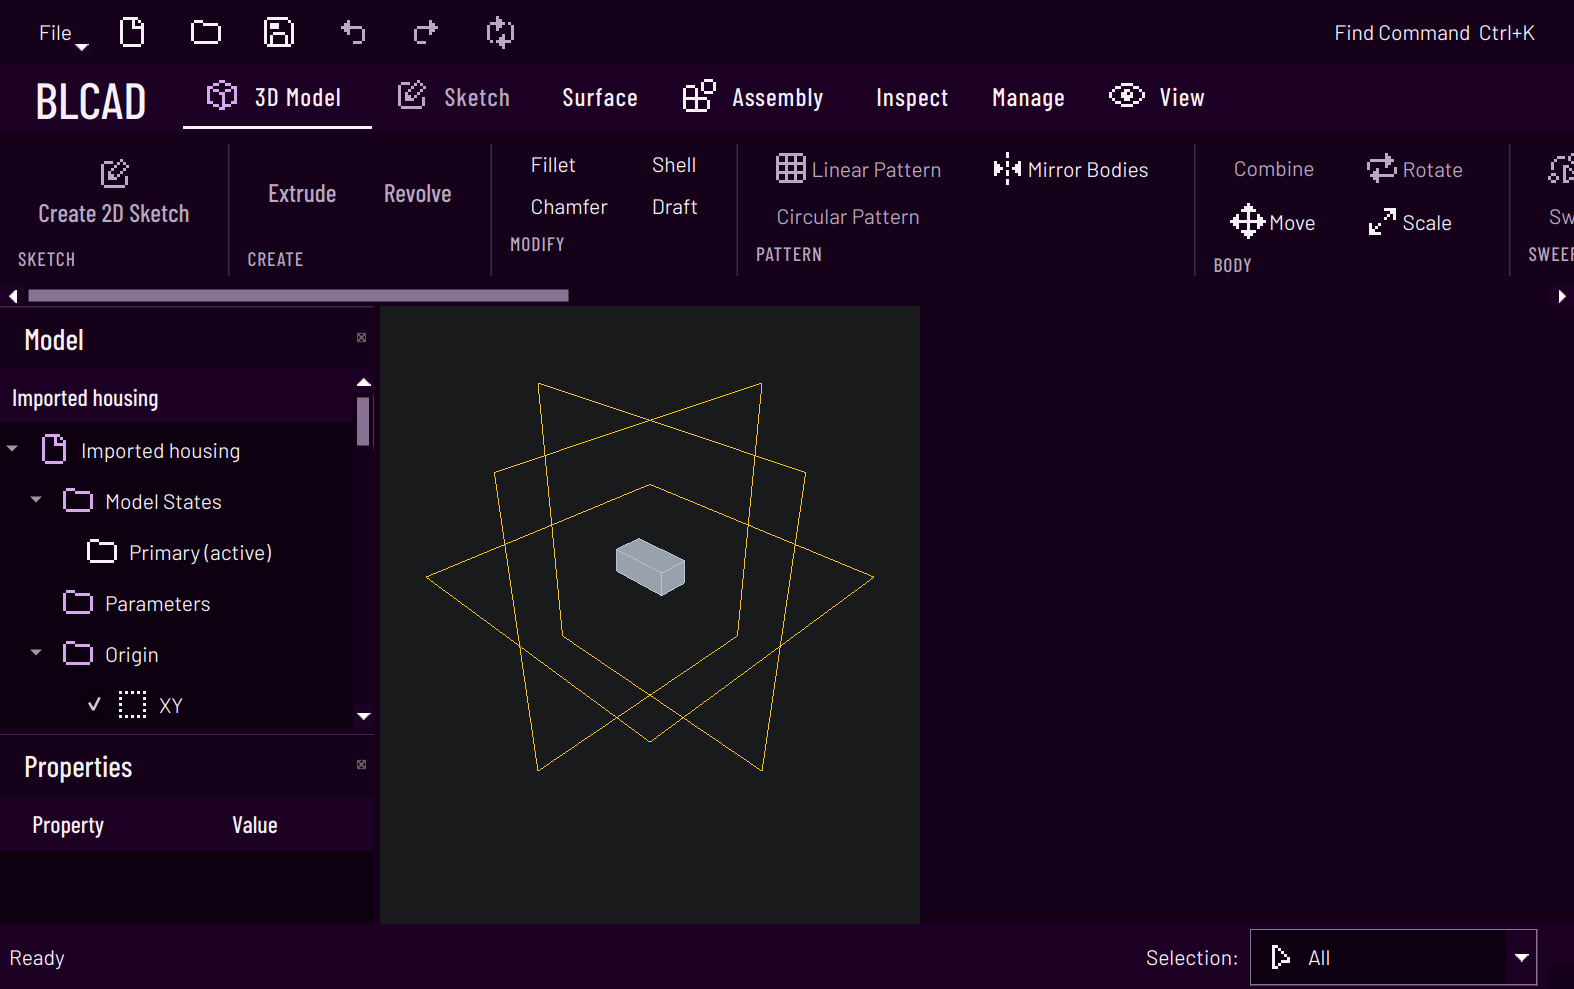 File
Find Command Ctrl+K
BLCAD
3D Model
Sketch
Surface
Assembly
Inspect
Manage
View
Create 2D Sketch
SKETCH
Extrude
Revolve
CREATE
Fillet
Shell
Chamfer
Draft
MODIFY
Linear Pattern
Mirror Bodies
Circular Pattern
PATTERN
Combine
Rotate
Move
Scale
BODY
Model
Imported housing
Imported housing
Model States
Primary (active)
Parameters
Origin
XY
Properties
Property Value
Ready
Selection: All